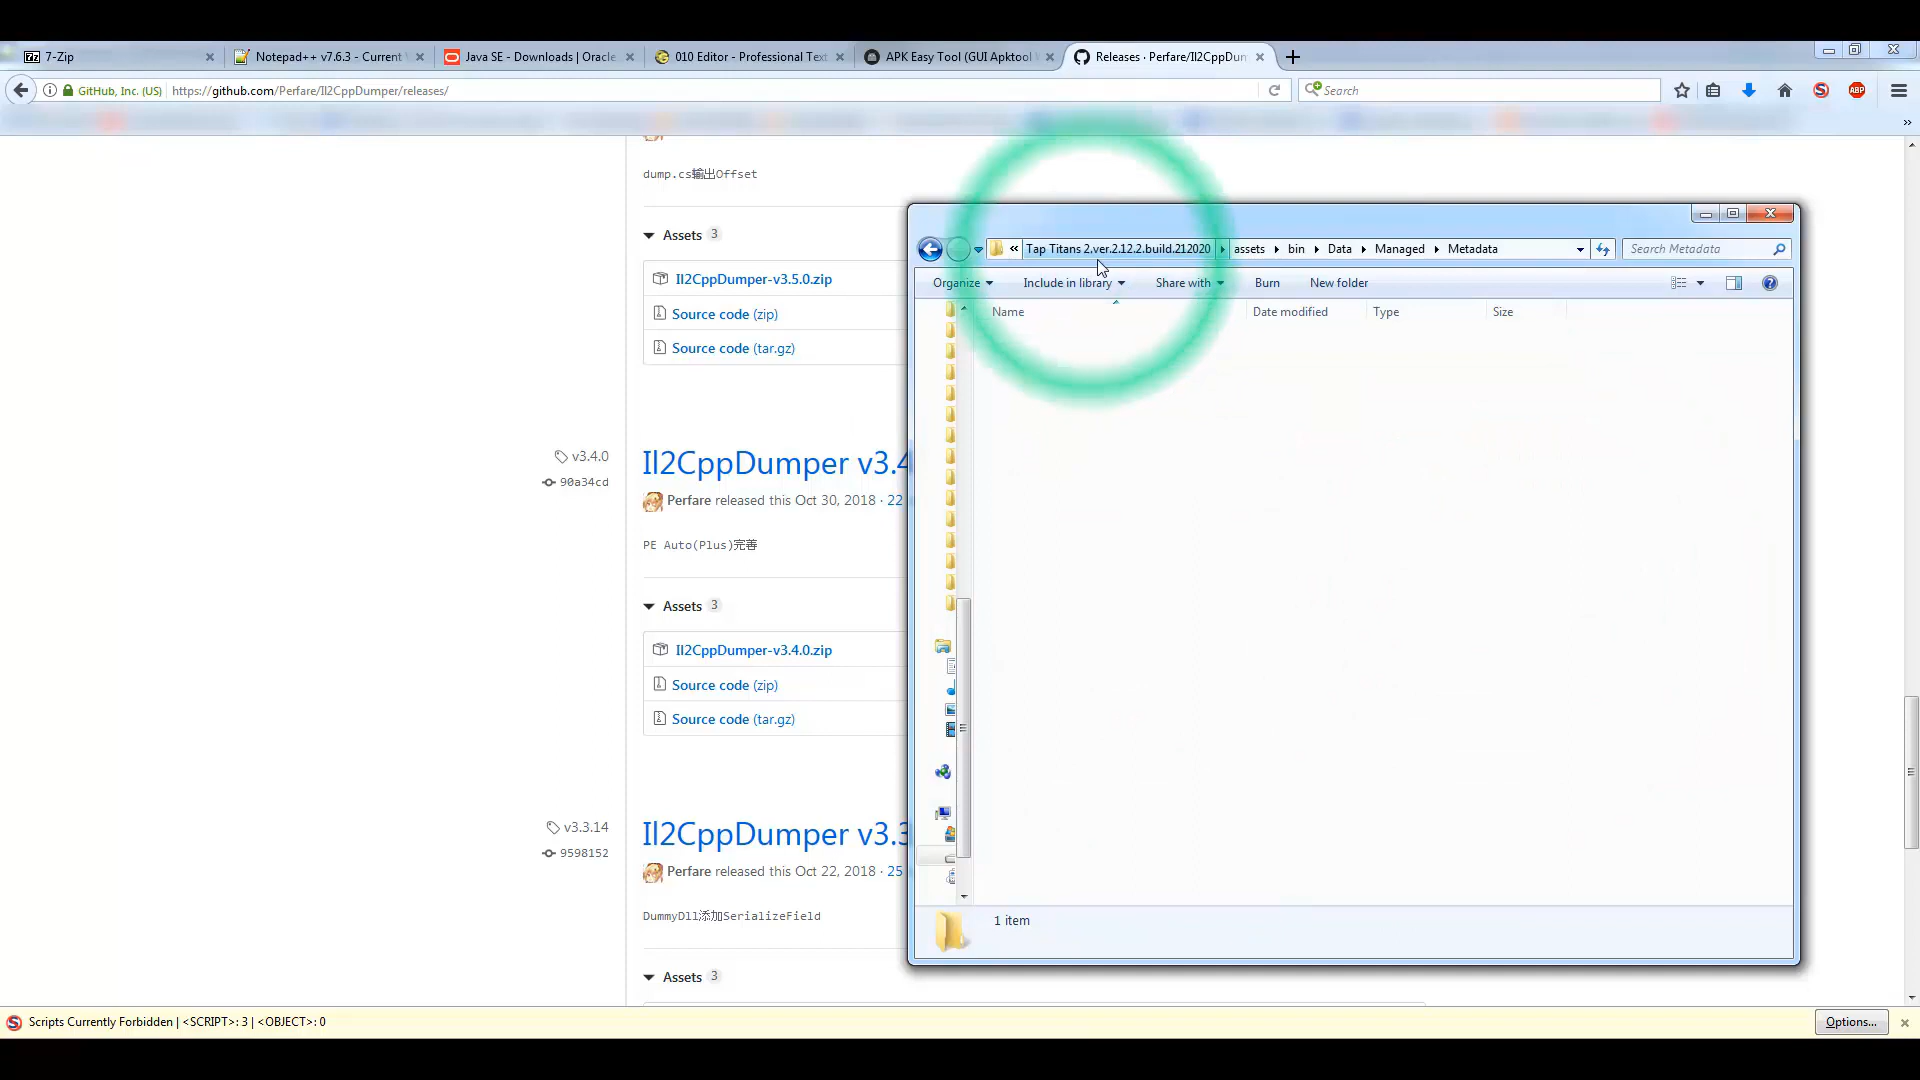 7-Zip
Notepad++ v7.6.3 - Current
Java SE - Downloads | Oracle
010 Editor - Professional Text
APK Easy Tool (GUI Apktool
Releases · Perfare/Il2CppDum
GitHub, Inc. (US)
https://github.com/Perfare/Il2CppDumper/releases/
Search
ABP
dump.cs输出Offset
Assets 3
Il2CppDumper-v3.5.0.zip
Source code (zip)
Source code (tar.gz)
v3.4.0
90a34cd
Il2CppDumper v3.4
Perfare released this Oct 30, 2018 · 22
PE Auto(Plus)完善
Assets 3
Il2CppDumper-v3.4.0.zip
Source code (zip)
Source code (tar.gz)
v3.3.14
9598152
Il2CppDumper v3.3
Perfare released this Oct 22, 2018 · 25
DummyDll添加SerializeField
Assets 3
« Tap Titans 2,ver.2.12.2.build.212020 assets bin Data Managed Metadata
Search Metadata
Organize Include in library Share with Burn New folder
Name Date modified Type Size
1 item
Scripts Currently Forbidden | <SCRIPT>: 3 | <OBJECT>: 0
Options...